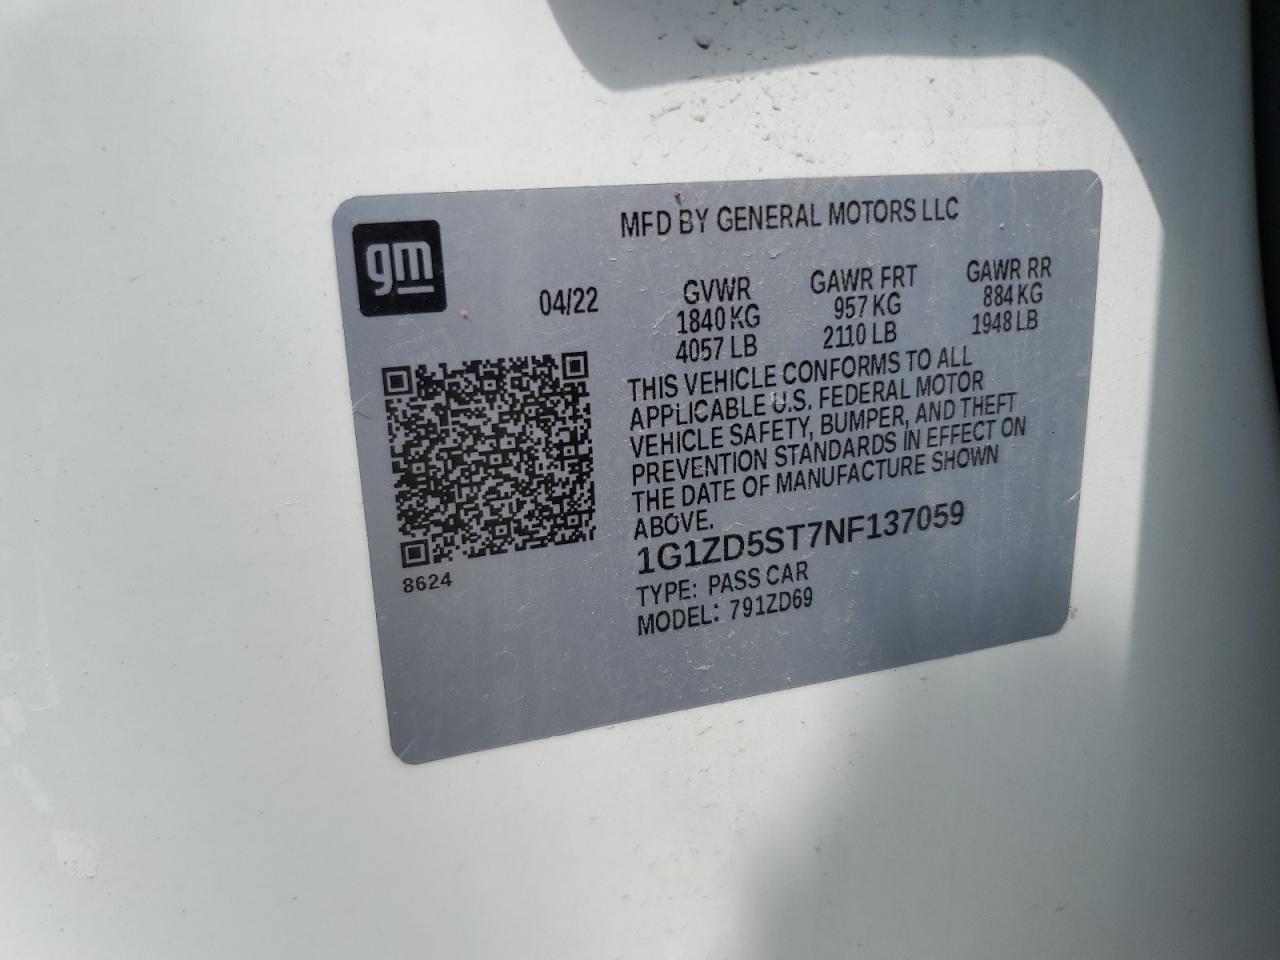 gm
MFD BY GENERAL MOTORS LLC
04/22
GVWR
1840 KG
4057 LB
GAWR FRT
957 KG
2110 LB
GAWR RR
884 KG
1948 LB
THIS VEHICLE CONFORMS TO ALL
APPLICABLE U.S. FEDERAL MOTOR
VEHICLE SAFETY, BUMPER, AND THEFT
PREVENTION STANDARDS IN EFFECT ON
THE DATE OF MANUFACTURE SHOWN
ABOVE.
1G1ZD5ST7NF137059
TYPE: PASS CAR
MODEL: 791ZD69
8624